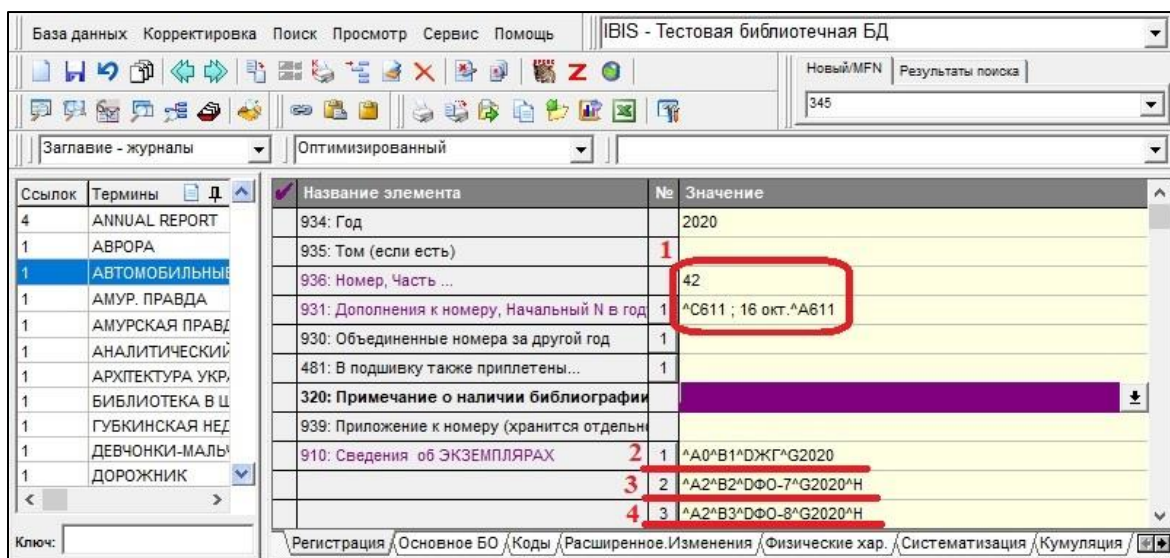 База данных Корректировка Поиск Просмотр Сервис Помощь IBIS - Тестовая библиотечная БД
Новый/MFN Результаты поиска
345
Заглавие - журналы Оптимизированный
Ссылок Термины Название элемента № Значение
4 ANNUAL REPORT 934: Год 2020
1 АВРОРА 935: Том (если есть) 1
1 АВТОМОБИЛЬНЫЕ 936: Номер, Часть ... 42
1 АМУР. ПРАВДА 931: Дополнения к номеру, Начальный N в год 1 ^C611 ; 16 окт.^A611
1 АМУРСКАЯ ПРАВД 930: Объединенные номера за другой год 1
1 АНАЛИТИЧЕСКИЙ 481: В подшивку также приплетены... 1
1 АРХІТЕКТУРА УКРА 320: Примечание о наличии библиографии
1 БИБЛИОТЕКА В Ш 939: Приложение к номеру (хранится отдельно
1 ГУБКИНСКАЯ НЕД 910: Сведения об ЭКЗЕМПЛЯРАХ 2 1 ^A0^B1^DЖГ^G2020
1 ДЕВЧОНКИ-МАЛЬЧ 3 2 ^A2^B2^DФО-7^G2020^H
1 ДОРОЖНИК 4 3 ^A2^B3^DФО-8^G2020^H
Ключ: Регистрация Основное БО Коды Расширенное.Изменения Физические хар. Систематизация Кумуляция